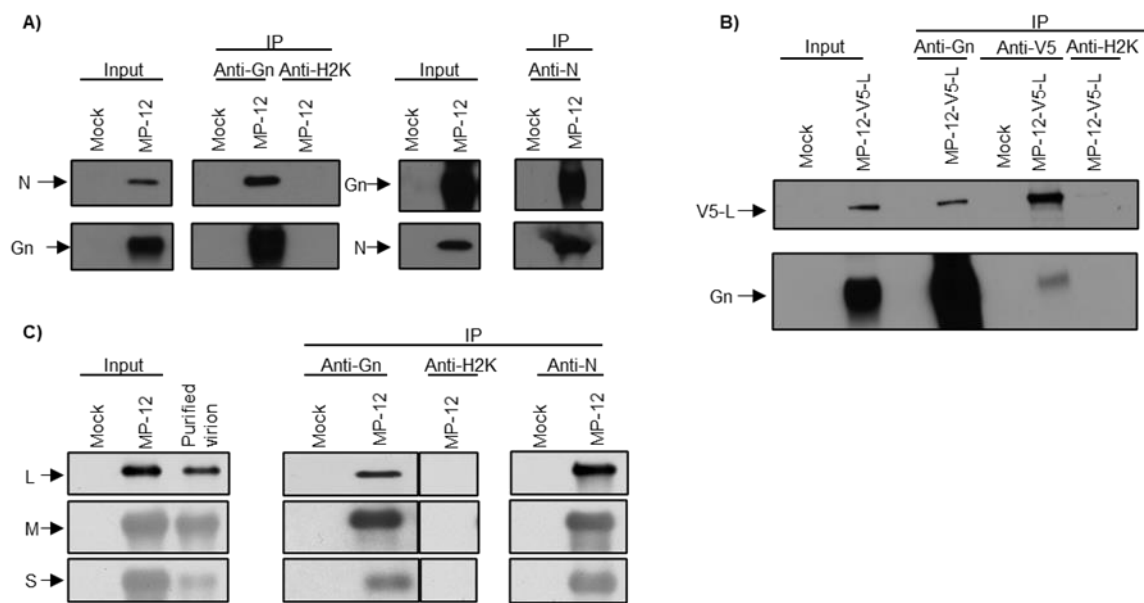 A)
IP
Input
Anti-Gn Anti-H2K
Mock
MP-12
Mock
MP-12
MP-12
N
Gn
IP
Input
Anti-N
Mock
MP-12
Mock
MP-12
Gn
N
B)
IP
Input
Anti-Gn
Anti-V5
Anti-H2K
Mock
MP-12-V5-L
MP-12-V5-L
Mock
MP-12-V5-L
MP-12-V5-L
V5-L
Gn
C)
IP
Input
Anti-Gn
Anti-H2K
Anti-N
Mock
MP-12
Purified
virion
Mock
MP-12
MP-12
Mock
MP-12
L
M
S